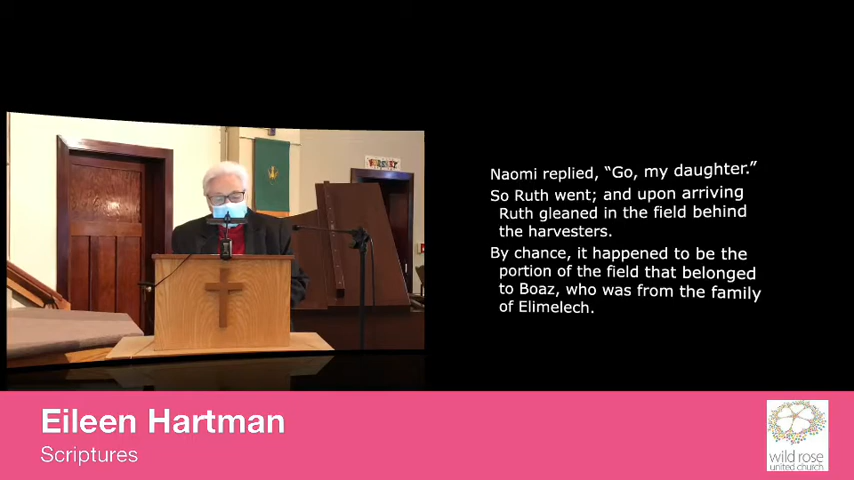 Naomi replied, “Go, my daughter.”
So Ruth went; and upon arriving
Ruth gleaned in the field behind
the harvesters.
By chance, it happened to be the
portion of the field that belonged
to Boaz, who was from the family
of Elimelech.
Eileen Hartman
Scriptures
wild rose
united church